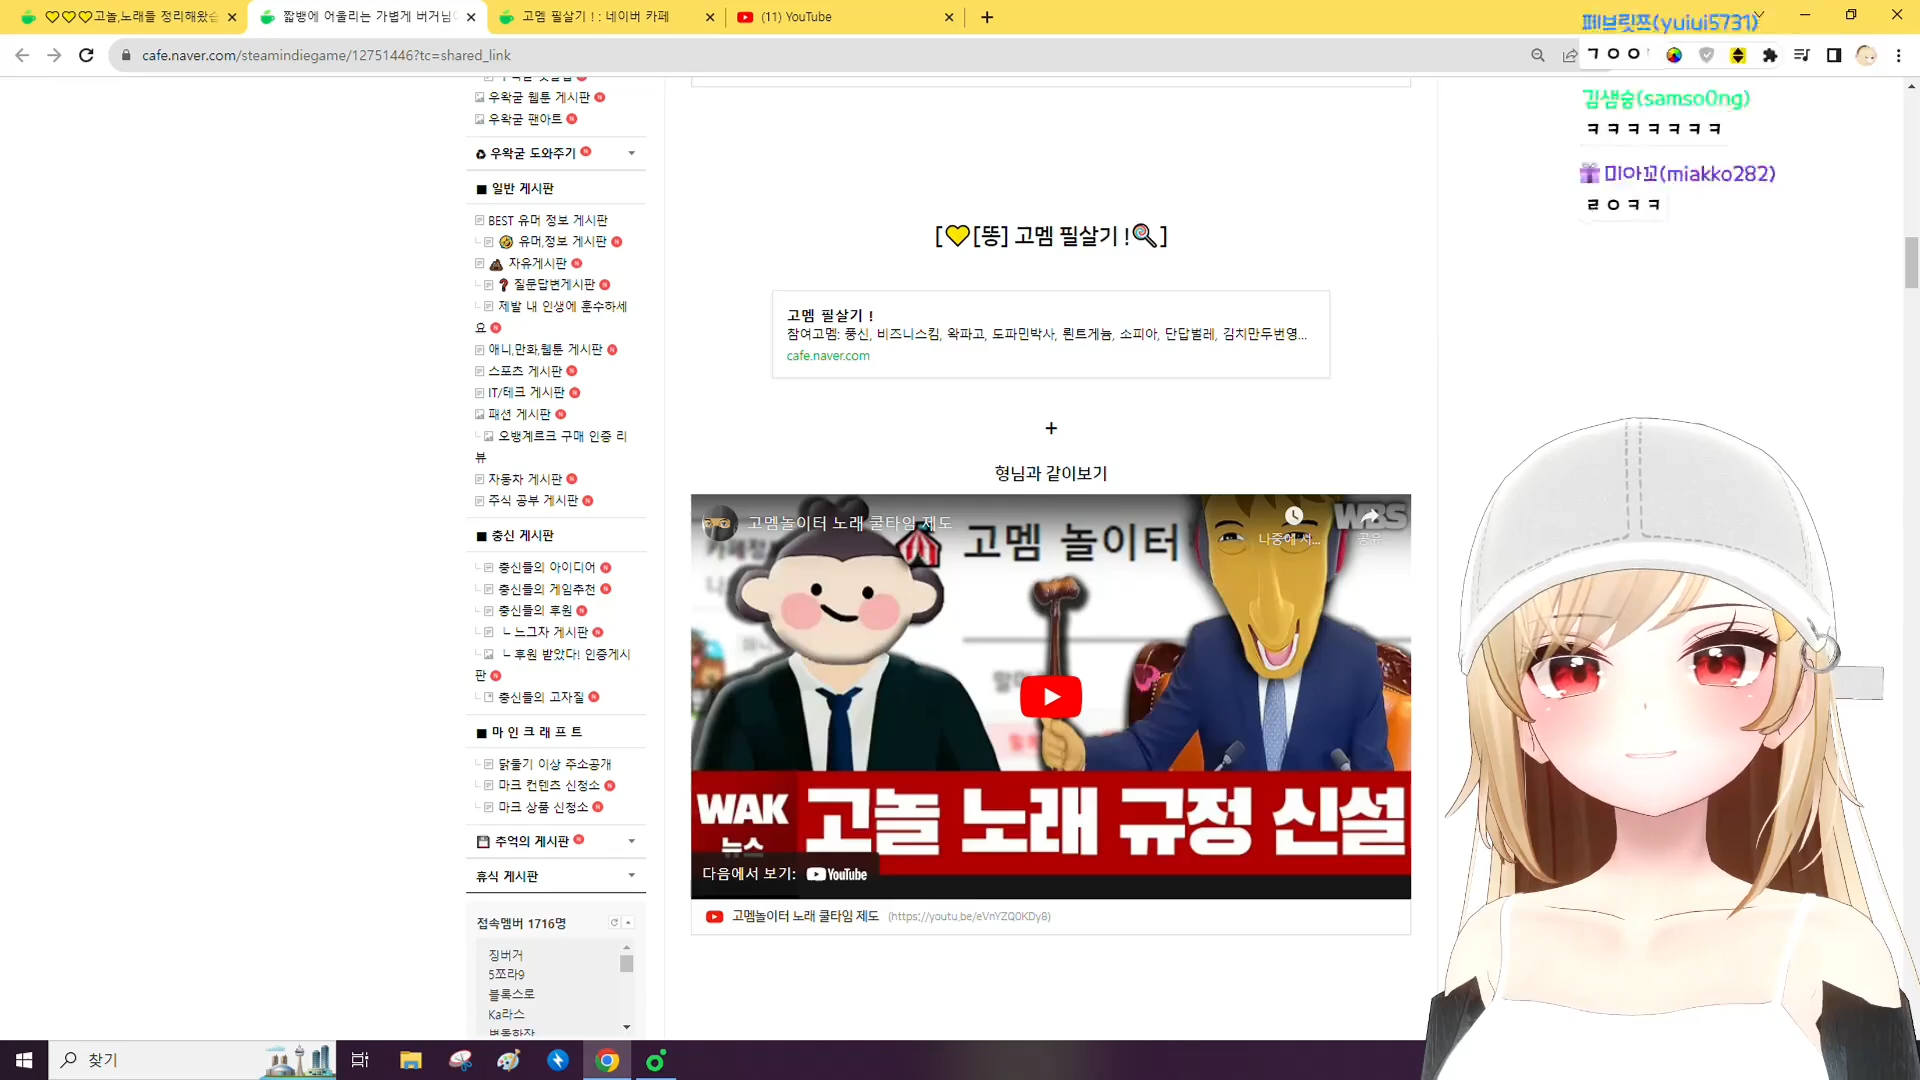 ♡♡♡고놀,노래들 정리해왔습
짧뱅에 어울리는 가볍게 버거님이
고멤 필살기 ! : 네이버 카페
(11) YouTube
cafe.naver.com/steamindiegame/12751446?tc=shared_link
페브릿쯔(yuiui5731)
ㄱㅇㅇ
김샘숭(samso0ng)
ㅋㅋㅋㅋㅋㅋㅋ
미아꼬(miakko282)
ㄹㅇㅋㅋ
우왁굳 웹툰 게시판
우왁굳 팬아트
우왁굳 도와주기
■ 일반 게시판
BEST 유머 정보 게시판
유머,정보 게시판
자유게시판
질문답변게시판
제발 내 인생에 훈수하세
요
애니,만화,웹툰 게시판
스포츠 게시판
IT/테크 게시판
패션 게시판
오뱅계르크 구매 인증 리
뷰
자동차 게시판
주식 공부 게시판
■ 충신 게시판
충신들의 아이디어
충신들의 게임추천
충신들의 후원
ㄴ느그자 게시판
ㄴ후원 받았다! 인증게시
판
충신들의 고자질
■ 마 인 크 래 프 트
닭둘기 이상 주소공개
마크 컨텐츠 신청소
마크 상품 신청소
추억의 게시판
휴식 게시판
접속멤버 1716명
징버거
5쪼라9
블록스로
Ka라스
[💛[똥] 고멤 필살기 !🍭]
고멤 필살기 !
참여고멤: 풍신, 비즈니스킴, 왁파고, 도파민박사, 뢴트게늄, 소피아, 단답벌레, 김치만두번영...
cafe.naver.com
+
형님과 같이보기
고멤놀이터 노래 쿨타임 제도
나중에 시...
공유
WBS
고멤 놀이터
WAK
뉴스
고놀 노래 규정 신설
다음에서 보기: YouTube
고멤놀이터 노래 쿨타임 제도 (https://youtu.be/eVnYZQ0KDy8)
찾기